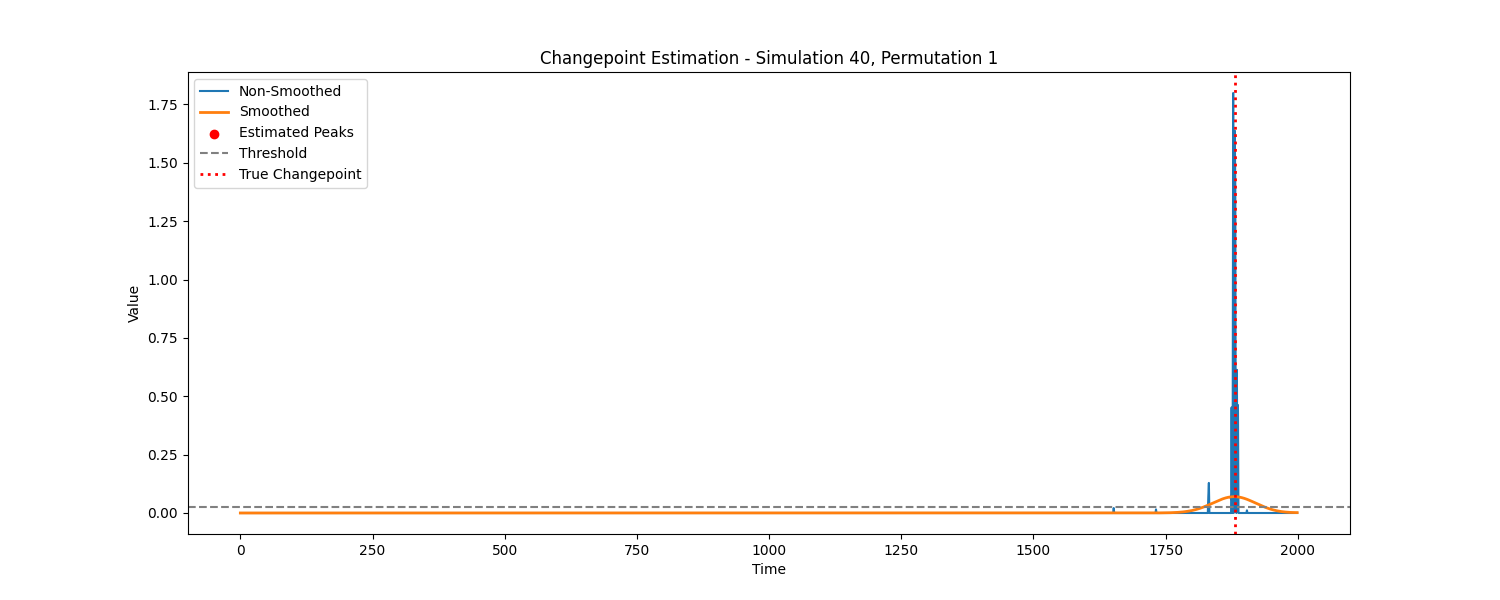 Changepoint Estimation - Simulation 40, Permutation 1
Non-Smoothed
Smoothed
Estimated Peaks
Threshold
True Changepoint
Value
1.75
1.50
1.25
1.00
0.75
0.50
0.25
0.00
0 250 500 750 1000 1250 1500 1750 2000
Time